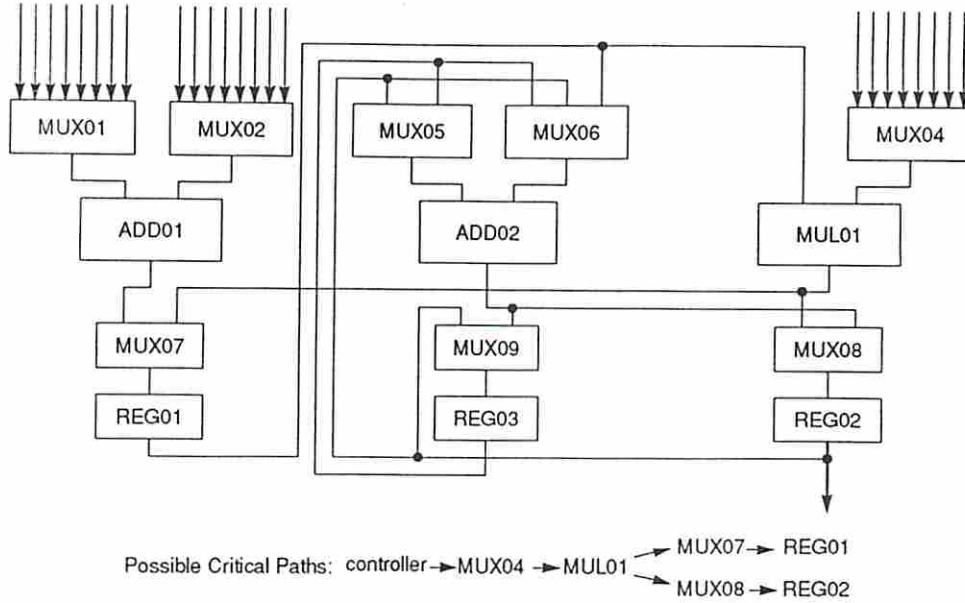 MUX01
MUX02
MUX05
MUX06
MUX04
ADD01
ADD02
MUL01
MUX07
MUX09
MUX08
REG01
REG03
REG02
Possible Critical Paths: controller → MUX04 → MUL01
MUX07 → REG01
MUX08 → REG02